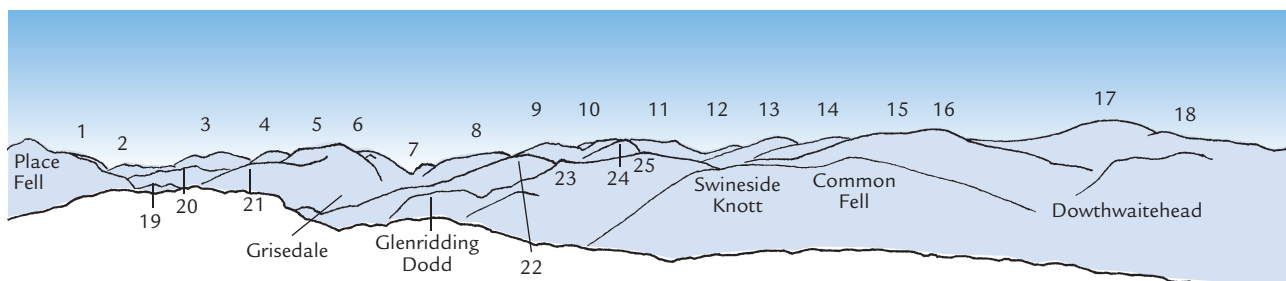 1 2 3 4 5 6 7 8 9 10 11 12 13 14 15 16 17 18
Place
Fell
19 20 21 22 23 24 25
Grisedale
Glenridding
Dodd
Swineside
Knott
Common
Fell
Dowthwaitehead